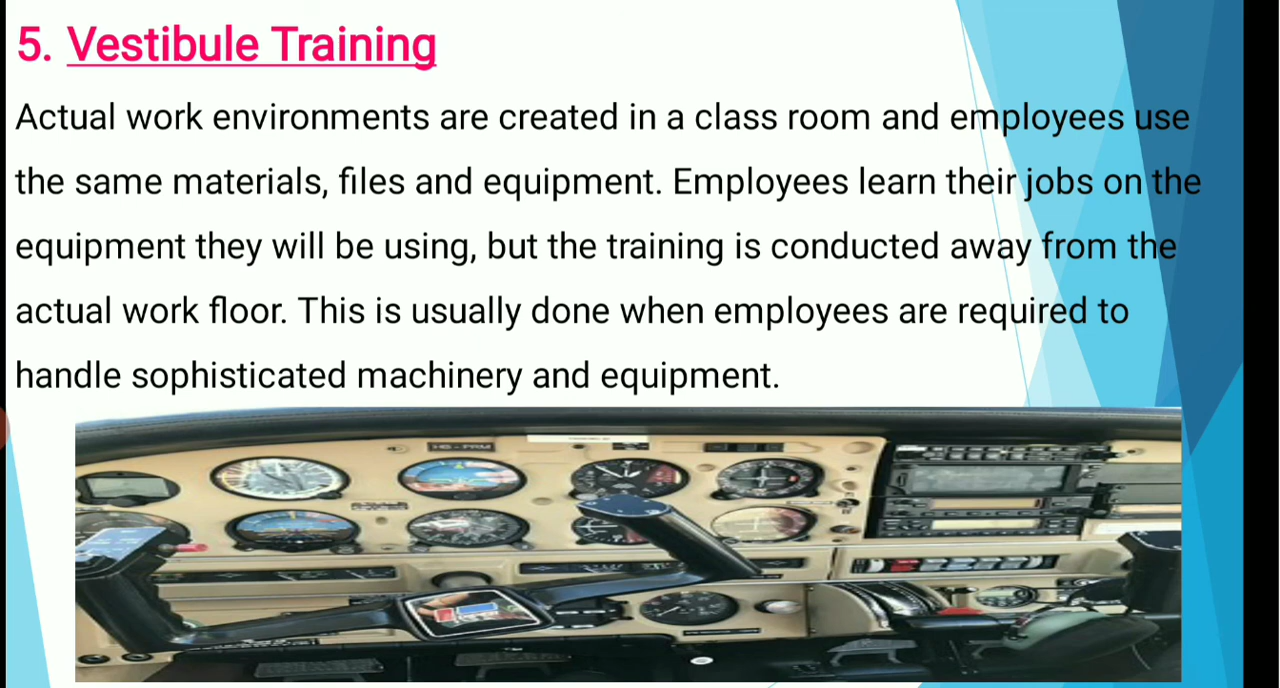 5. Vestibule Training
Actual work environments are created in a class room and employees use
the same materials, files and equipment. Employees learn their jobs on the
equipment they will be using, but the training is conducted away from the
actual work floor. This is usually done when employees are required to
handle sophisticated machinery and equipment.